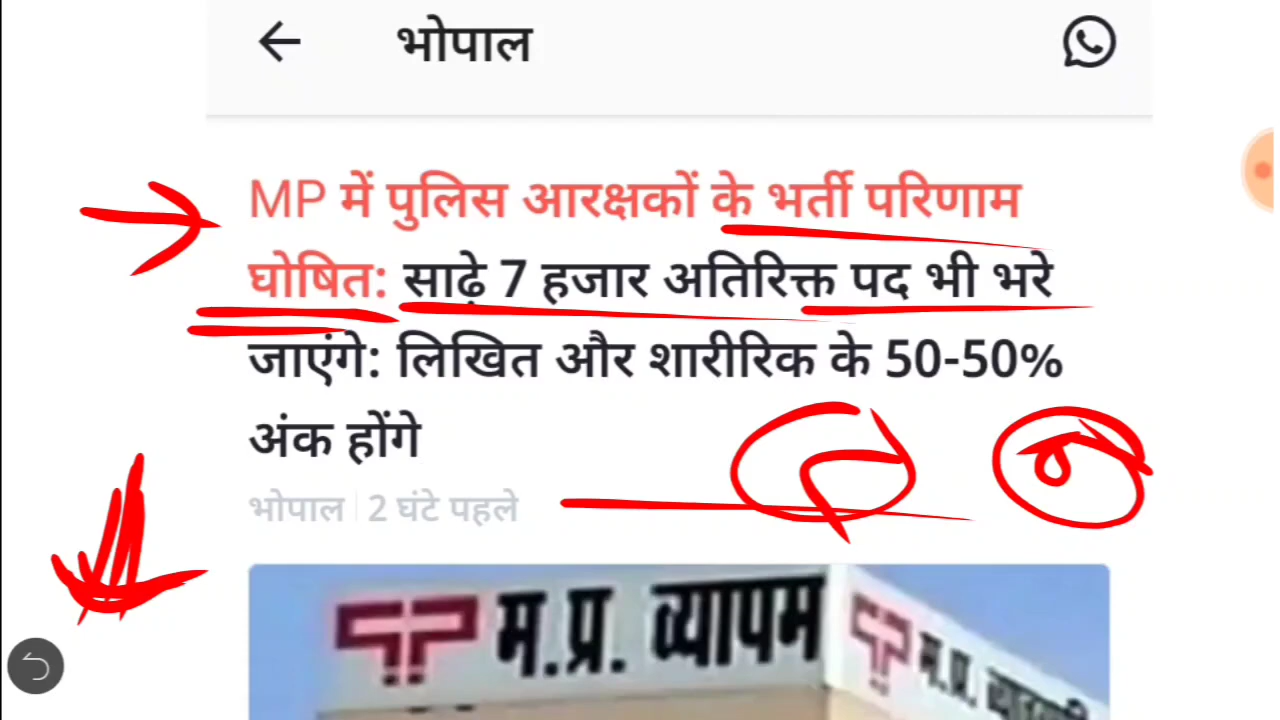 भोपाल
MP में पुलिस आरक्षकों के भर्ती परिणाम
घोषित: साढ़े 7 हजार अतिरिक्त पद भी भरे
जाएंगे: लिखित और शारीरिक के 50-50%
अंक होंगे
भोपाल | 2 घंटे पहले
म.प्र. व्यापम
म.प्र.